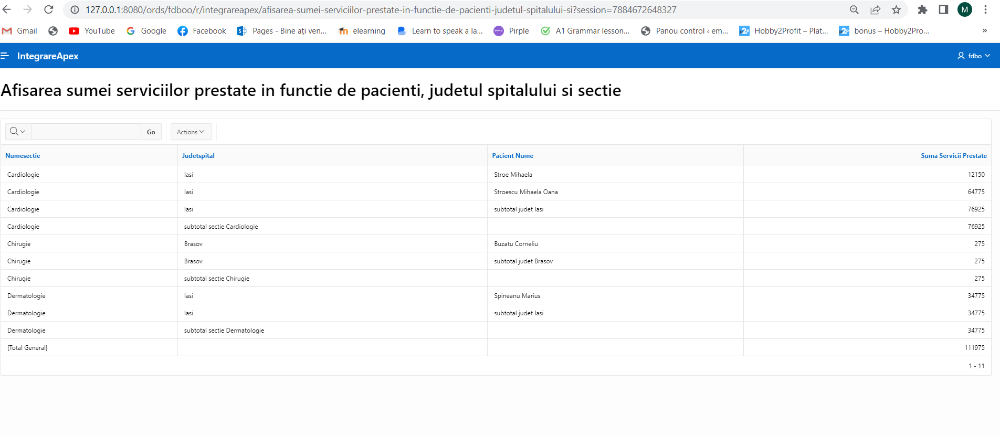 127.0.0.1:8080/ords/fdboo/r/integrareapex/afisarea-sumei-serviciilor-prestate-in-functie-de-pacienti-judetul-spitalului-si?session=7884672648327
M
Gmail YouTube Google Facebook Pages - Bine ați ven... elearning Learn to speak a la... Pirple A1 Grammar lesson... Panou control ‹ em... Hobby2Profit – Plat... bonus – Hobby2Pro... »
IntegrareApex fdbo
Afisarea sumei serviciilor prestate in functie de pacienti, judetul spitalului si sectie
Go Actions
Numesectie Judetspital Pacient Nume Suma Servicii Prestate
Cardiologie Iasi Stroe Mihaela 12150
Cardiologie Iasi Stroescu Mihaela Oana 64775
Cardiologie Iasi subtotal judet Iasi 76925
Cardiologie subtotal sectie Cardiologie 76925
Chirugie Brasov Buzatu Corneliu 275
Chirugie Brasov subtotal judet Brasov 275
Chirugie subtotal sectie Chirugie 275
Dermatologie Iasi Spineanu Marius 34775
Dermatologie Iasi subtotal judet Iasi 34775
Dermatologie subtotal sectie Dermatologie 34775
{Total General} 111975
1 - 11